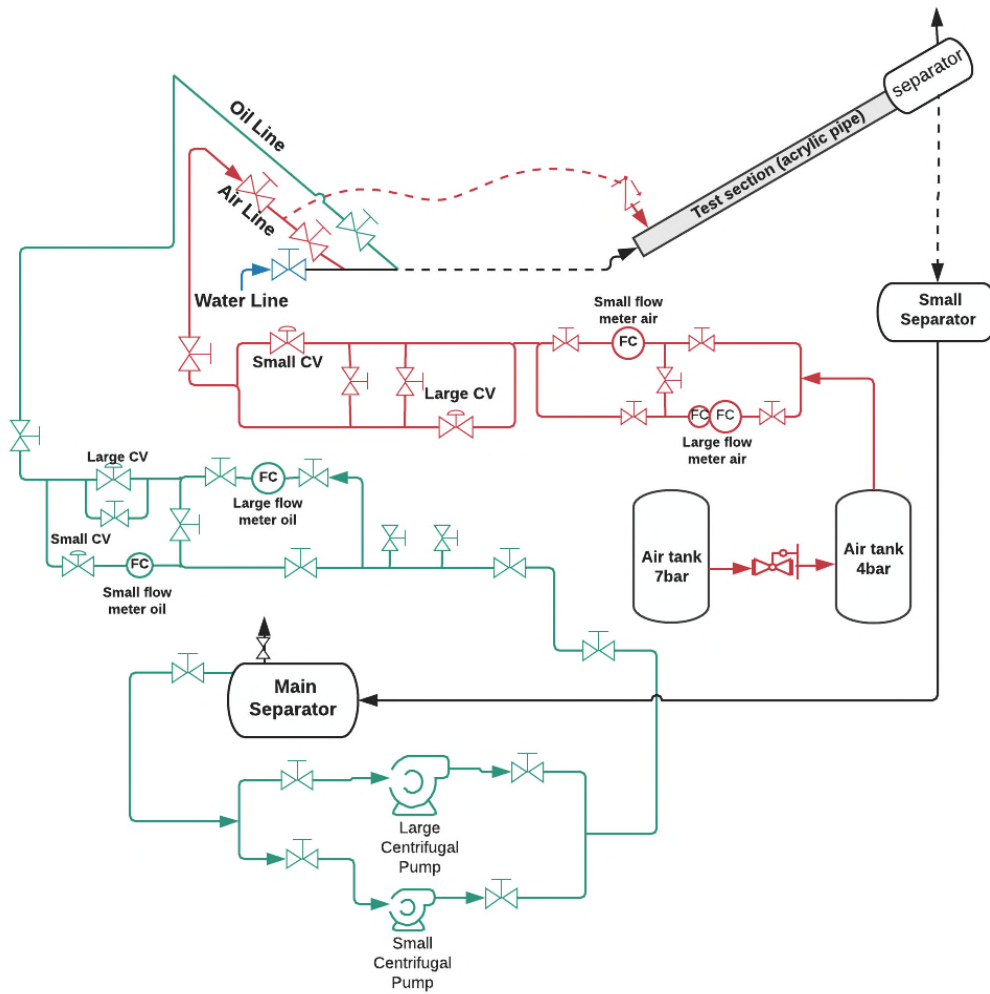 separator
Oil Line
Test section (acrylic pipe)
Air Line
Water Line
Small
Separator
Small flow
meter air
FC
Small CV
Large CV
FC
FC
Large flow
meter air
Large CV
FC
Large flow
meter oil
Small CV
FC
Small flow
meter oil
Air tank
7bar
Air tank
4bar
Main
Separator
Large
Centrifugal
Pump
Small
Centrifugal
Pump